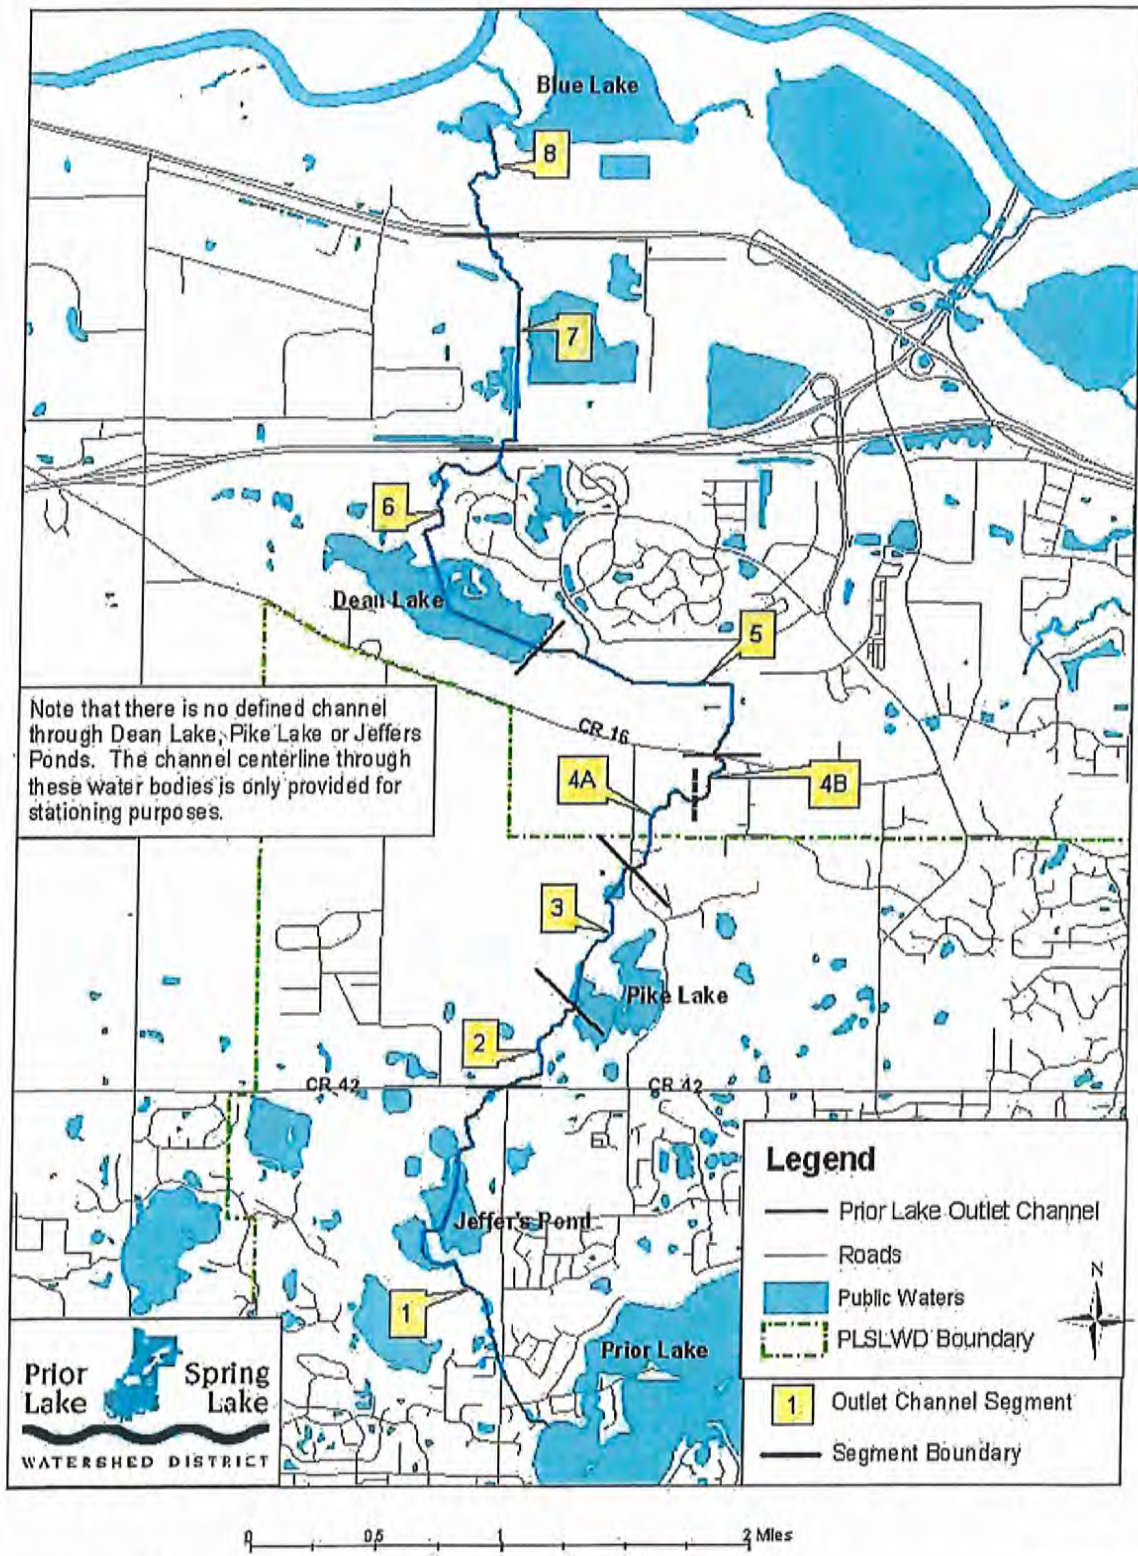 Blue Lake
8
7
6
Dean Lake
5
Note that there is no defined channel
through Dean Lake, Pike Lake or Jeffers
Ponds. The channel centerline through
these water bodies is only provided for
stationing purposes.
CR 16
4A
4B
3
Pike Lake
2
CR 42
CR 42
Jeffer's Pond
1
Prior Lake
Legend
Prior Lake Outlet Channel
Roads
Public Waters
PLSLWD Boundary
N
1
Outlet Channel Segment
Segment Boundary
Prior Lake
Spring Lake
WATERSHED DISTRICT
0 0.5 1 2 Miles